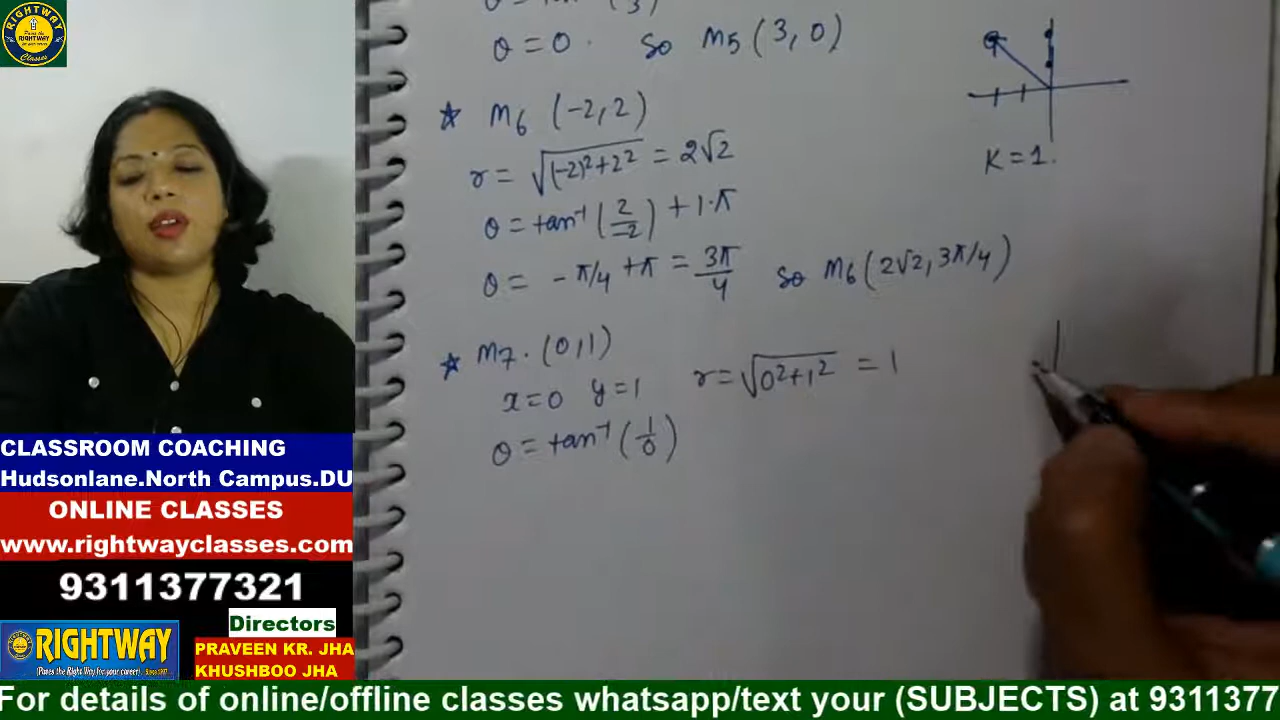 RIGHTWAY
Classes
θ = 0. So M5 (3, 0)
☆ M6 (-2, 2)
r = √(-2)²+2² = 2√2
θ = tan⁻¹ (2/-2) + 1·π
K = 1.
θ = - π/4 + π = 3π/4 so M6 (2√2, 3π/4)
☆ M7. (0, 1)
x = 0 y = 1 r = √0²+1² = 1
θ = tan⁻¹ (1/0)
CLASSROOM COACHING
Hudsonlane.North Campus.DU
ONLINE CLASSES
www.rightwayclasses.com
9311377321
Directors
RIGHTWAY
PRAVEEN KR. JHA
KHUSHBOO JHA
For details of online/offline classes whatsapp/text your (SUBJECTS) at 9311377